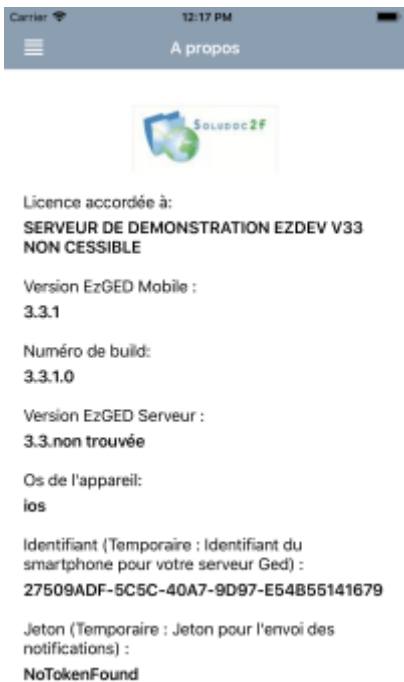 Carrier 12:17 PM
A propos
Soludoc2F
Licence accordée à:
SERVEUR DE DEMONSTRATION EZDEV V33
NON CESSIBLE
Version EzGED Mobile :
3.3.1
Numéro de build:
3.3.1.0
Version EzGED Serveur :
3.3.non trouvée
Os de l'appareil:
ios
Identifiant (Temporaire : Identifiant du
smartphone pour votre serveur Ged) :
27509ADF-5C5C-40A7-9D97-E54B55141679
Jeton (Temporaire : Jeton pour l'envoi des
notifications) :
NoTokenFound